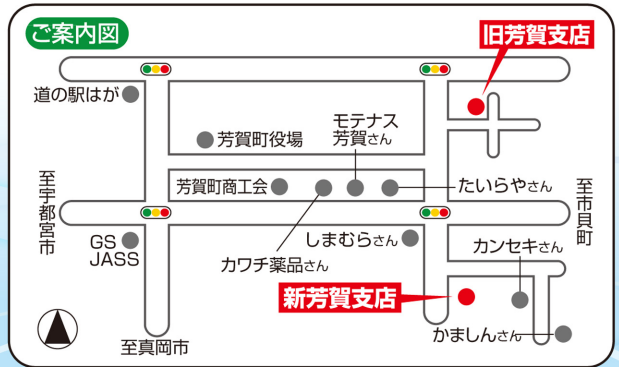 ご案内図
旧芳賀支店
道の駅はが
芳賀町役場
モテナス
芳賀さん
芳賀町商工会
たいらやさん
至宇都宮市
至市貝町
GS
JASS
カワチ薬品さん
しまむらさん
カンセキさん
新芳賀支店
かましんさん
至真岡市